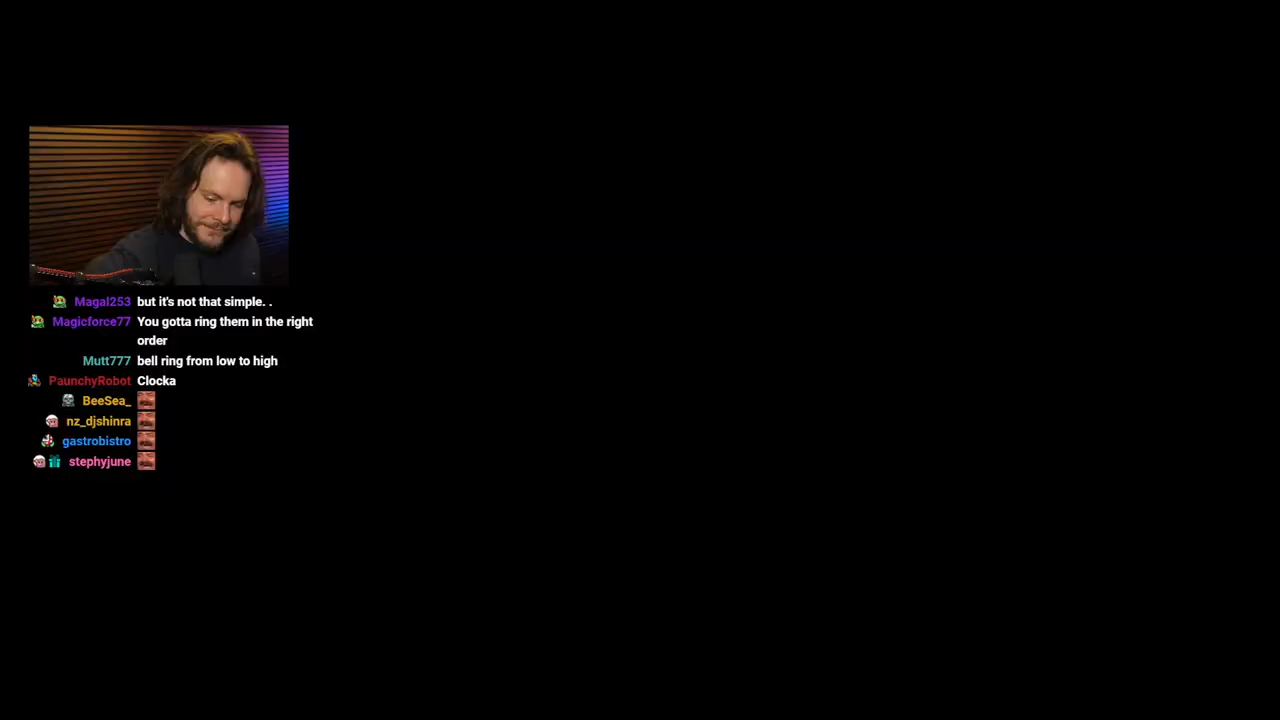 Magal253 but it's not that simple. .
Magicforce77 You gotta ring them in the right
order
Mutt777 bell ring from low to high
PaunchyRobot Clocka
BeeSea_
nz_djshinra
gastrobistro
stephyjune